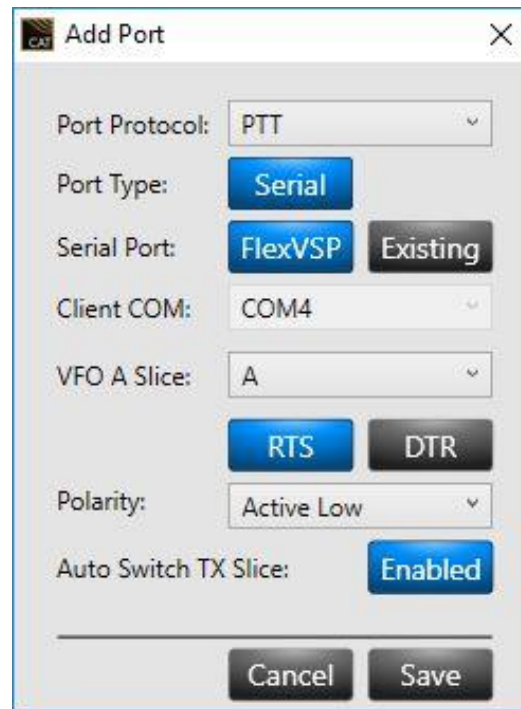 CAT Add Port
Port Protocol: PTT
Port Type: Serial
Serial Port: FlexVSP Existing
Client COM: COM4
VFO A Slice: A
RTS DTR
Polarity: Active Low
Auto Switch TX Slice: Enabled
Cancel Save